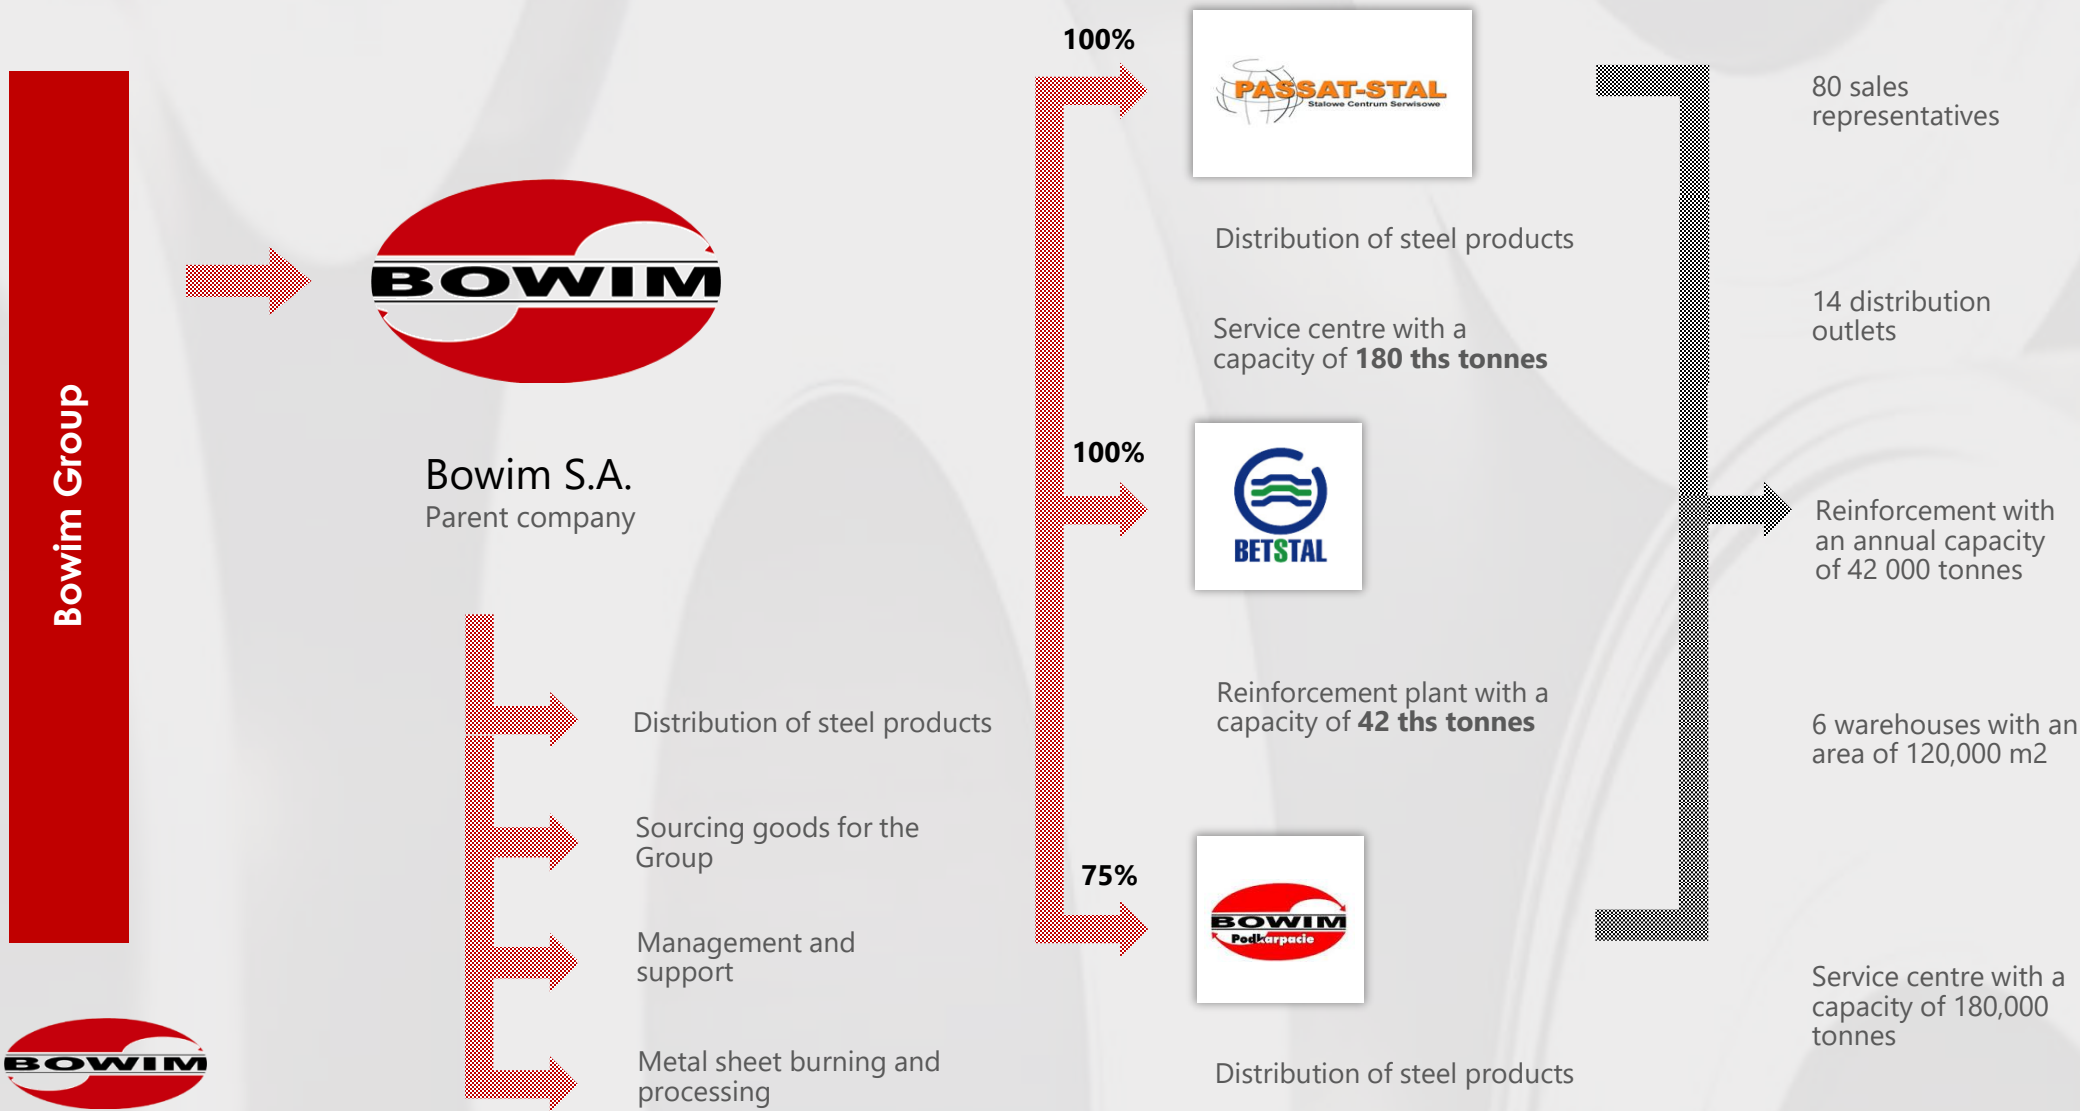 Bowim Group
BOWIM
Bowim S.A.
Parent company
Distribution of steel products
Sourcing goods for the
Group
Management and
support
Metal sheet burning and
processing
100%
PASSAT-STAL
Stalowe Centrum Serwisowe
Distribution of steel products
Service centre with a
capacity of 180 ths tonnes
100%
BETSTAL
Reinforcement plant with a
capacity of 42 ths tonnes
75%
BOWIM
Podkarpacie
Distribution of steel products
80 sales
representatives
14 distribution
outlets
Reinforcement with
an annual capacity
of 42 000 tonnes
6 warehouses with an
area of 120,000 m2
Service centre with a
capacity of 180,000
tonnes
BOWIM